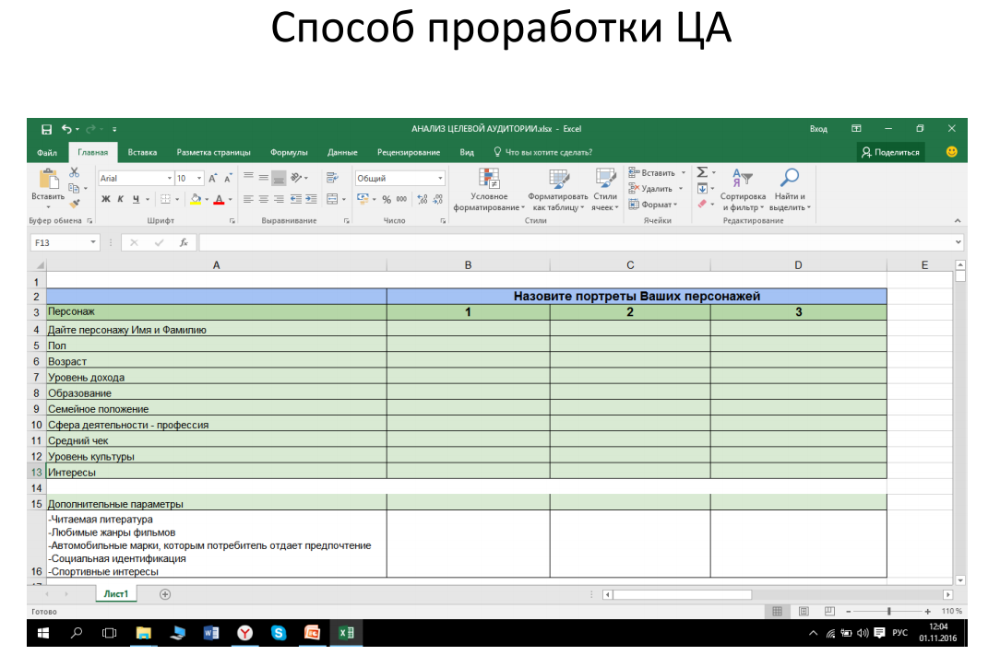 Способ проработки ЦА
АНАЛИЗ ЦЕЛЕВОЙ АУДИТОРИИ.xlsx - Excel
Вход
Файл Главная Вставка Разметка страницы Формулы Данные Рецензирование Вид Что вы хотите сделать? Поделиться
Вставить
Arial 10
Ж К Ч
Общий
% 000
Условное форматирование
Форматировать как таблицу
Стили ячеек
Вставить
Удалить
Формат
Сортировка и фильтр
Найти и выделить
Буфер обмена Шрифт Выравнивание Число Стили Ячейки Редактирование
F13 fx
A B C D E
1
2 Назовите портреты Ваших персонажей
3 Персонаж 1 2 3
4 Дайте персонажу Имя и Фамилию
5 Пол
6 Возраст
7 Уровень дохода
8 Образование
9 Семейное положение
10 Сфера деятельности - профессия
11 Средний чек
12 Уровень культуры
13 Интересы
14
15 Дополнительные параметры
-Читаемая литература
-Любимые жанры фильмов
-Автомобильные марки, которым потребитель отдает предпочтение
-Социальная идентификация
16 -Спортивные интересы
Лист1
Готово
110 %
РУС
12:04
01.11.2016